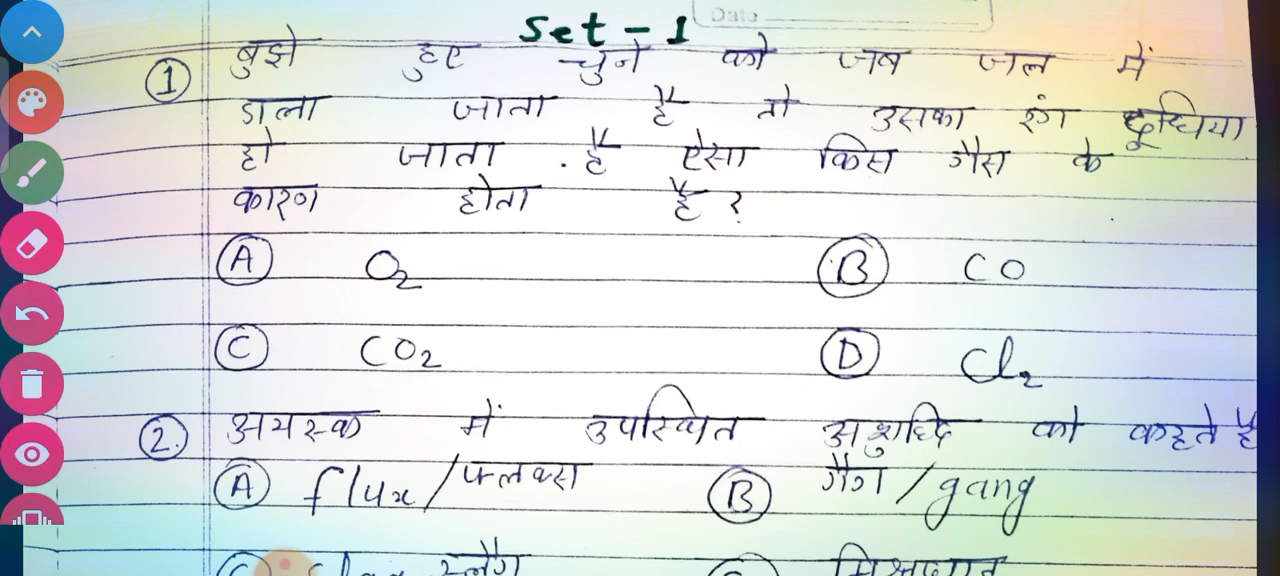 Date
Set - 1
① बुझे हुए चुने को जब जल में
डाला जाता है तो उसका रंग दूधिया
हो जाता है ऐसा किस गैस के
कारण होता है ?
Ⓐ O₂ Ⓑ CO
Ⓒ CO₂ Ⓓ Cl₂
②. अयस्क में उपस्थित अशुध्दि को कहते है
Ⓐ flux / फ्लक्स Ⓑ गैंग / gang